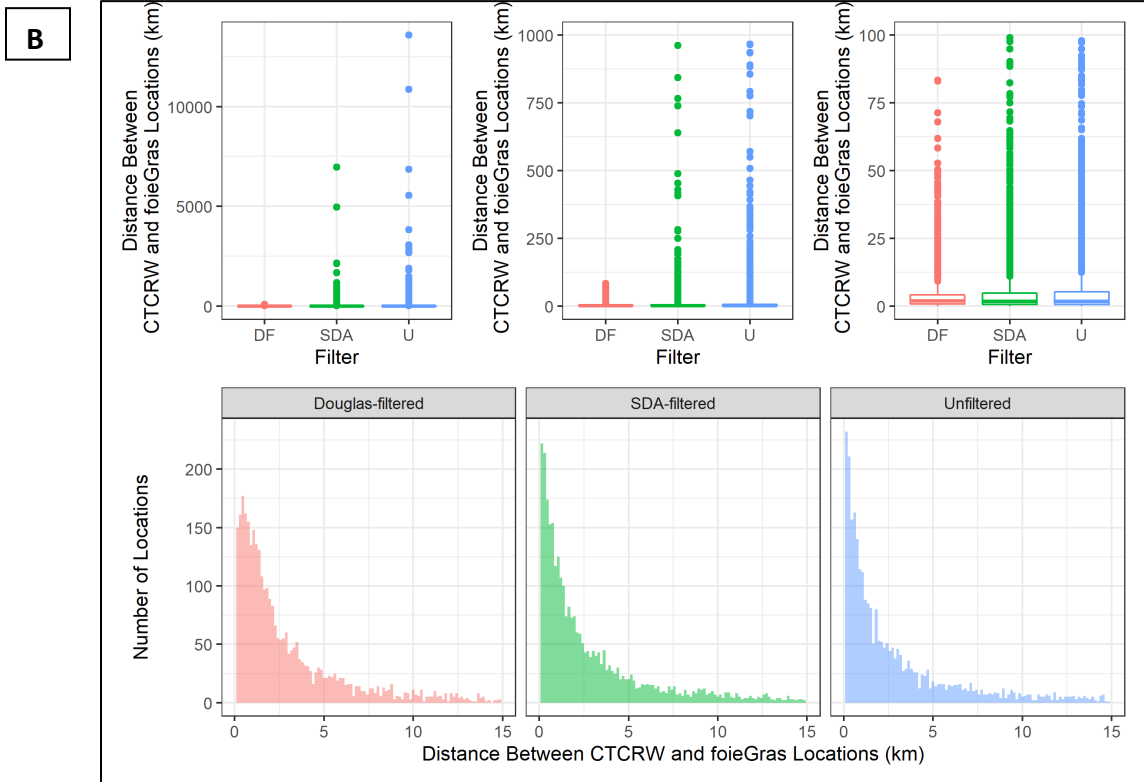 B
Distance Between
CTCRW and foieGras Locations (km)
10000
5000
0
DF SDA U
Filter
Distance Between
CTCRW and foieGras Locations (km)
1000
750
500
250
0
DF SDA U
Filter
Distance Between
CTCRW and foieGras Locations (km)
100
75
50
25
0
DF SDA U
Filter
Douglas-filtered SDA-filtered Unfiltered
Number of Locations
200
150
100
50
0
0 5 10 15 0 5 10 15 0 5 10 15
Distance Between CTCRW and foieGras Locations (km)